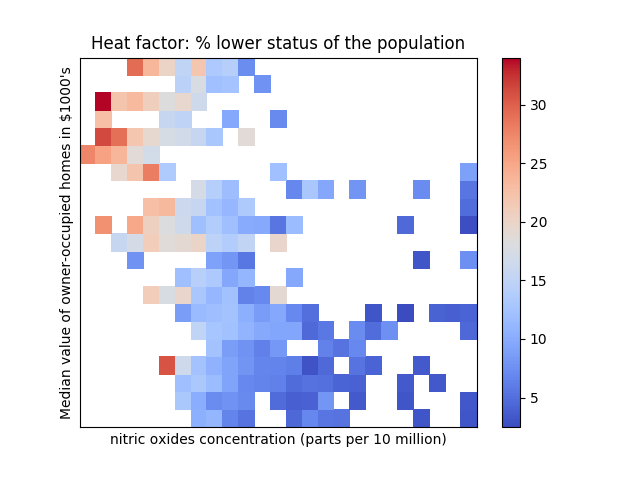 Heat factor: % lower status of the population
Median value of owner-occupied homes in $1000's
nitric oxides concentration (parts per 10 million)
30
25
20
15
10
5